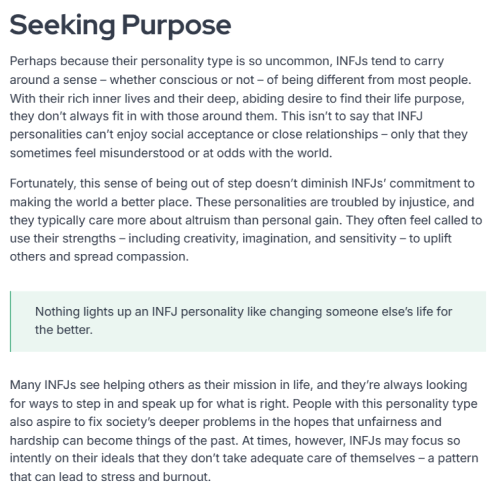 Seeking Purpose
Perhaps because their personality type is so uncommon, INFJs tend to carry
around a sense – whether conscious or not – of being different from most people.
With their rich inner lives and their deep, abiding desire to find their life purpose,
they don’t always fit in with those around them. This isn’t to say that INFJ
personalities can’t enjoy social acceptance or close relationships – only that they
sometimes feel misunderstood or at odds with the world.
Fortunately, this sense of being out of step doesn’t diminish INFJs’ commitment to
making the world a better place. These personalities are troubled by injustice, and
they typically care more about altruism than personal gain. They often feel called to
use their strengths – including creativity, imagination, and sensitivity – to uplift
others and spread compassion.
Nothing lights up an INFJ personality like changing someone else’s life for
the better.
Many INFJs see helping others as their mission in life, and they’re always looking
for ways to step in and speak up for what is right. People with this personality type
also aspire to fix society’s deeper problems in the hopes that unfairness and
hardship can become things of the past. At times, however, INFJs may focus so
intently on their ideals that they don’t take adequate care of themselves – a pattern
that can lead to stress and burnout.